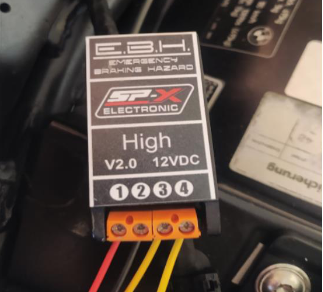 E.B.H.
EMERGENCY
BRAKING HAZARD
SP-X
ELECTRONIC
High
V2.0 12VDC
1 2 3 4